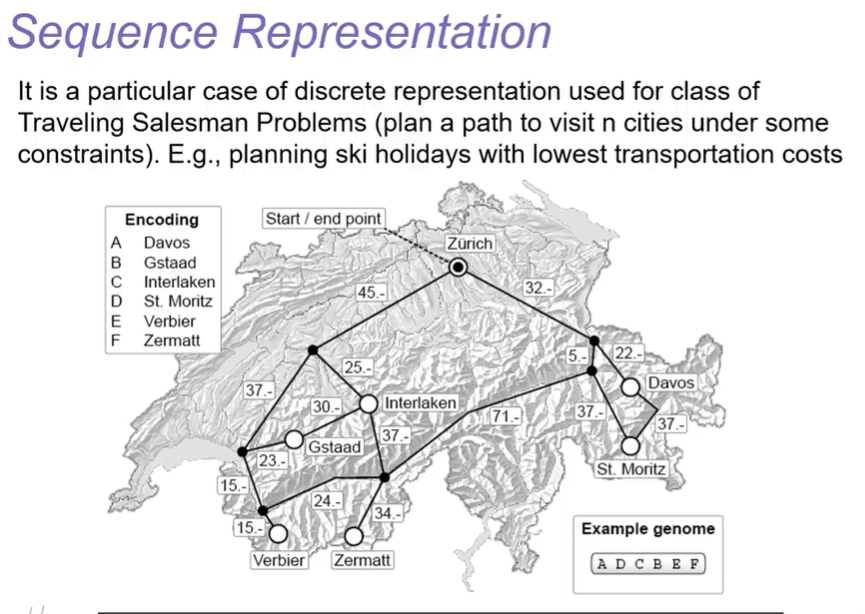 Sequence Representation
It is a particular case of discrete representation used for class of
Traveling Salesman Problems (plan a path to visit n cities under some
constraints). E.g., planning ski holidays with lowest transportation costs
Encoding
A Davos
B Gstaad
C Interlaken
D St. Moritz
E Verbier
F Zermatt
Start / end point
Zürich
45.-
32.-
5.-
22.-
25.-
37.-
30.-
Interlaken
Davos
37.-
71.-
37.-
37.-
Gstaad
23.-
St. Moritz
15.-
24.-
34.-
15.-
Verbier
Zermatt
Example genome
A D C B E F